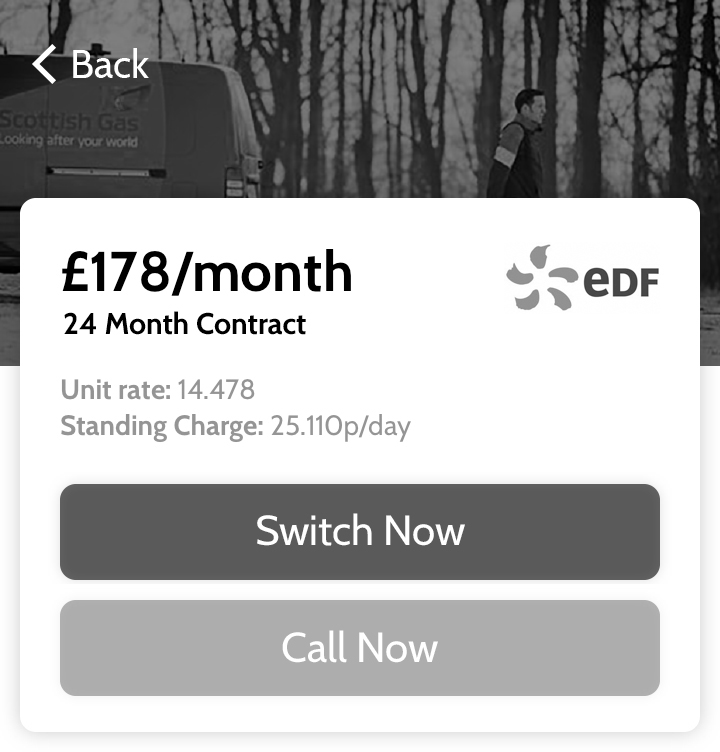 Back
Scottish Gas
Looking after your world
£178/month
eDF
24 Month Contract
Unit rate: 14.478
Standing Charge: 25.110p/day
Switch Now
Call Now